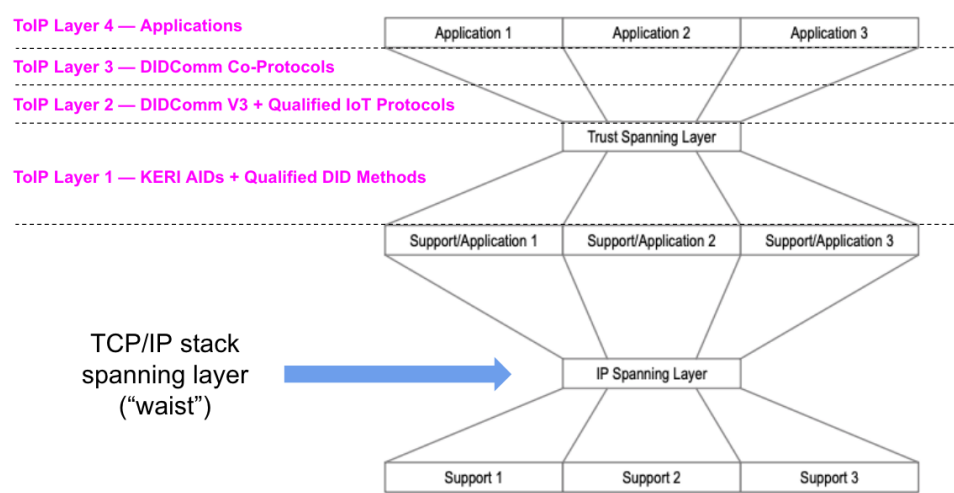 ToIP Layer 4 — Applications
Application 1 Application 2 Application 3
ToIP Layer 3 — DIDComm Co-Protocols
ToIP Layer 2 — DIDComm V3 + Qualified IoT Protocols
Trust Spanning Layer
ToIP Layer 1 — KERI AIDs + Qualified DID Methods
Support/Application 1 Support/Application 2 Support/Application 3
TCP/IP stack
spanning layer
(“waist”)
IP Spanning Layer
Support 1 Support 2 Support 3